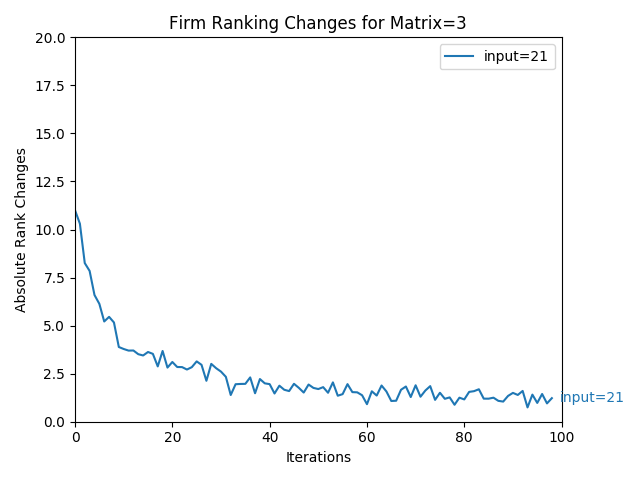 Firm Ranking Changes for Matrix=3
20.0
17.5
15.0
12.5
10.0
7.5
5.0
2.5
0.0
Absolute Rank Changes
input=21
input=21
0 20 40 60 80 100
Iterations